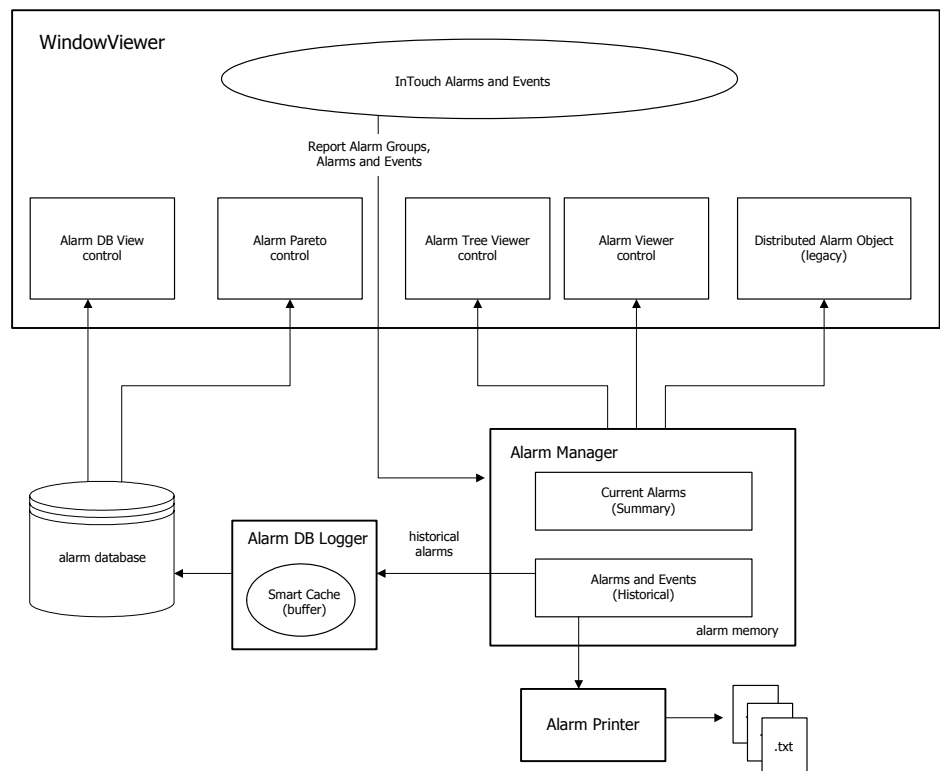 WindowViewer
InTouch Alarms and Events
Report Alarm Groups,
Alarms and Events
Alarm DB View
control
Alarm Pareto
control
Alarm Tree Viewer
control
Alarm Viewer
control
Distributed Alarm Object
(legacy)
Alarm Manager
Current Alarms
(Summary)
alarm database
Alarm DB Logger
Smart Cache
(buffer)
historical
alarms
Alarms and Events
(Historical)
alarm memory
Alarm Printer
.txt